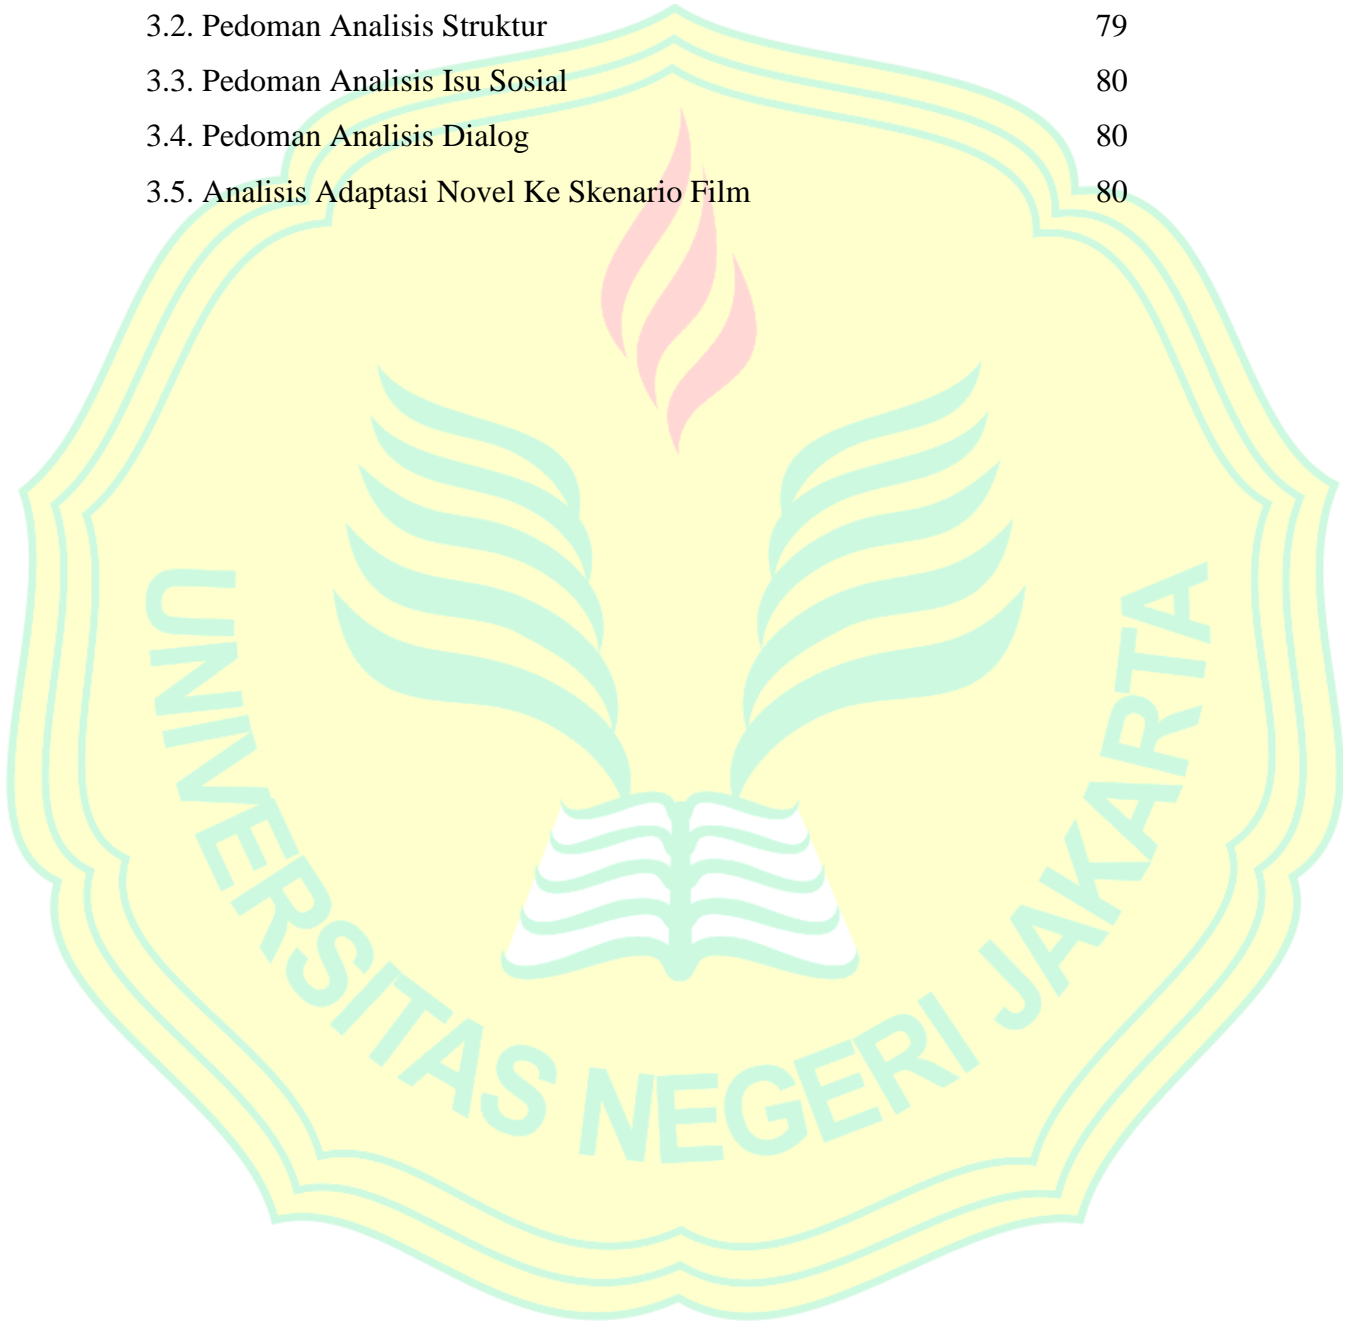 3.2. Pedoman Analisis Struktur 79
3.3. Pedoman Analisis Isu Sosial 80
3.4. Pedoman Analisis Dialog 80
3.5. Analisis Adaptasi Novel Ke Skenario Film 80
UNIVERSITAS NEGERI JAKARTA